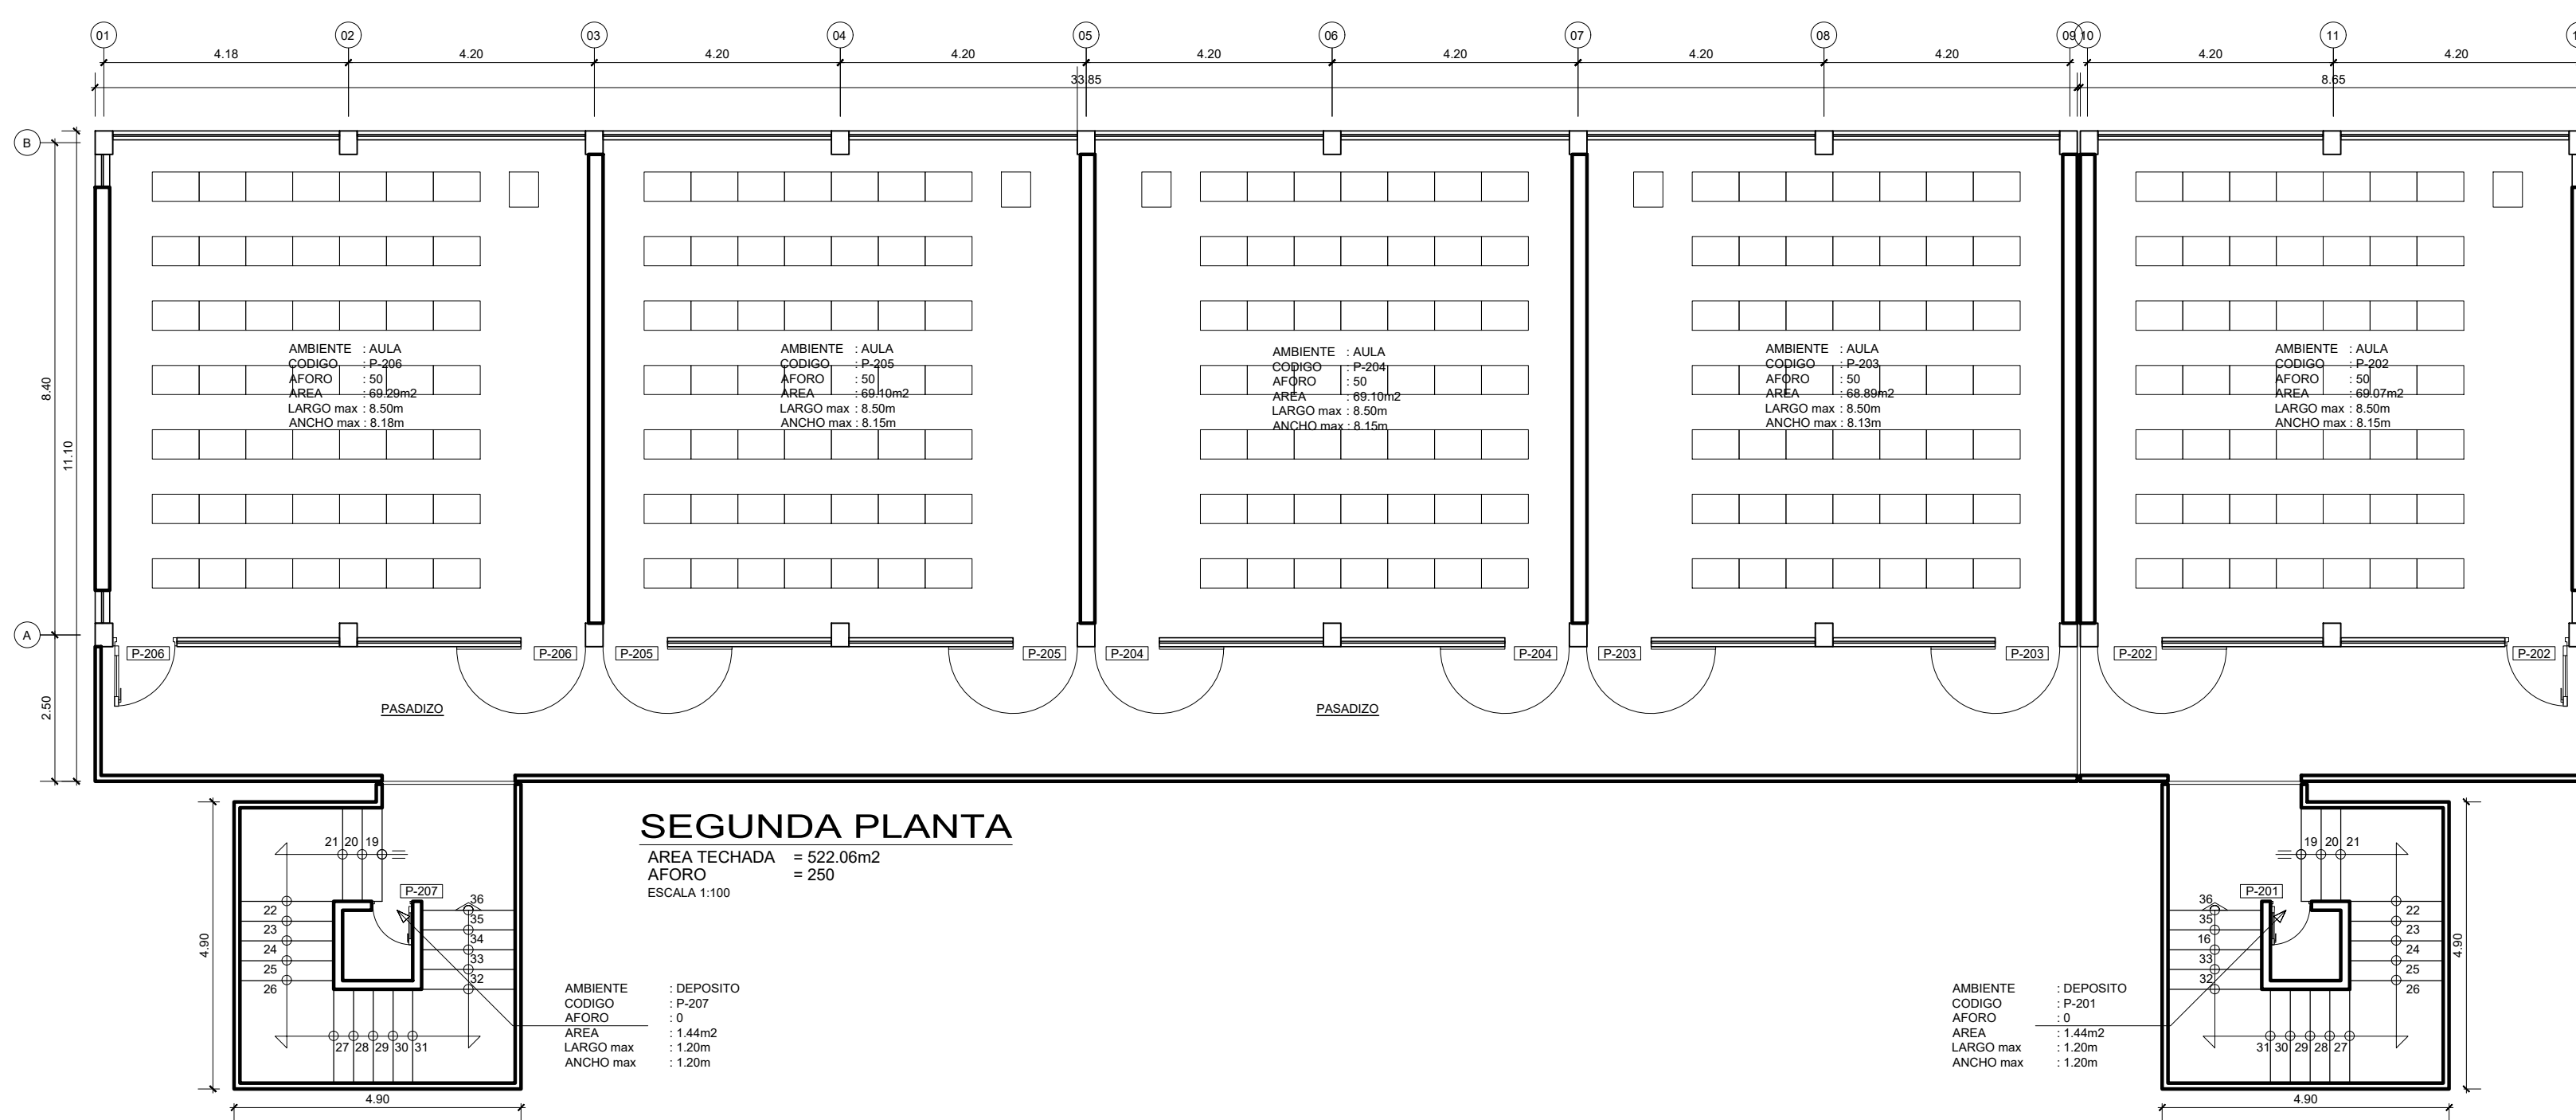 01 02 03 04 05 06 07 08 09 10 11
4.18 4.20 4.20 4.20 4.20 4.20 4.20 4.20 4.20 4.20
33.85 8.65
B
8.40
11.10
A
2.50
AMBIENTE : AULA
CODIGO : P-206
AFORO : 50
AREA : 69.29m2
LARGO max : 8.50m
ANCHO max : 8.18m
AMBIENTE : AULA
CODIGO : P-205
AFORO : 50
AREA : 69.10m2
LARGO max : 8.50m
ANCHO max : 8.15m
AMBIENTE : AULA
CODIGO : P-204
AFORO : 50
AREA : 69.10m2
LARGO max : 8.50m
ANCHO max : 8.15m
AMBIENTE : AULA
CODIGO : P-203
AFORO : 50
AREA : 68.89m2
LARGO max : 8.50m
ANCHO max : 8.13m
AMBIENTE : AULA
CODIGO : P-202
AFORO : 50
AREA : 69.07m2
LARGO max : 8.50m
ANCHO max : 8.15m
P-206 P-206 P-205 P-205 P-204 P-204 P-203 P-203 P-202 P-202
PASADIZO PASADIZO
SEGUNDA PLANTA
AREA TECHADA = 522.06m2
AFORO = 250
ESCALA 1:100
21 20 19
P-207
22
23
24
25
26
36
35
34
33
32
27 28 29 30 31
4.90
4.90
AMBIENTE : DEPOSITO
CODIGO : P-207
AFORO : 0
AREA : 1.44m2
LARGO max : 1.20m
ANCHO max : 1.20m
AMBIENTE : DEPOSITO
CODIGO : P-201
AFORO : 0
AREA : 1.44m2
LARGO max : 1.20m
ANCHO max : 1.20m
19 20 21
P-201
36
35
16
33
32
22
23
24
25
26
31 30 29 28 27
4.90
4.90